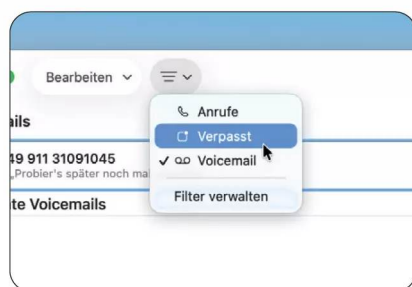 Bearbeiten
ails
Anrufe
Verpasst
49 911 31091045
Voicemail
„Probier's später noch ma
Filter verwalten
te Voicemails